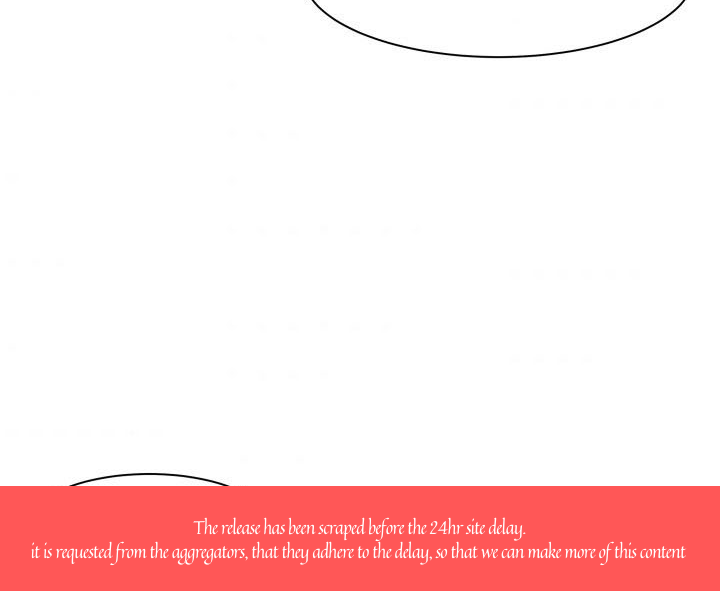 The release has been scraped before the 24hr site delay.
it is requested from the aggregators, that they adhere to the delay, so that we can make more of this content